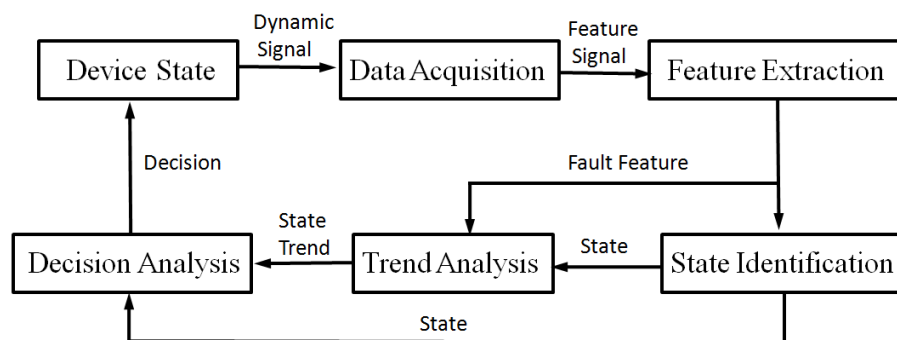 Dynamic
Signal
Feature
Signal
Device State
Data Acquisition
Feature Extraction
Decision
Fault Feature
State
Trend
State
Decision Analysis
Trend Analysis
State Identification
State